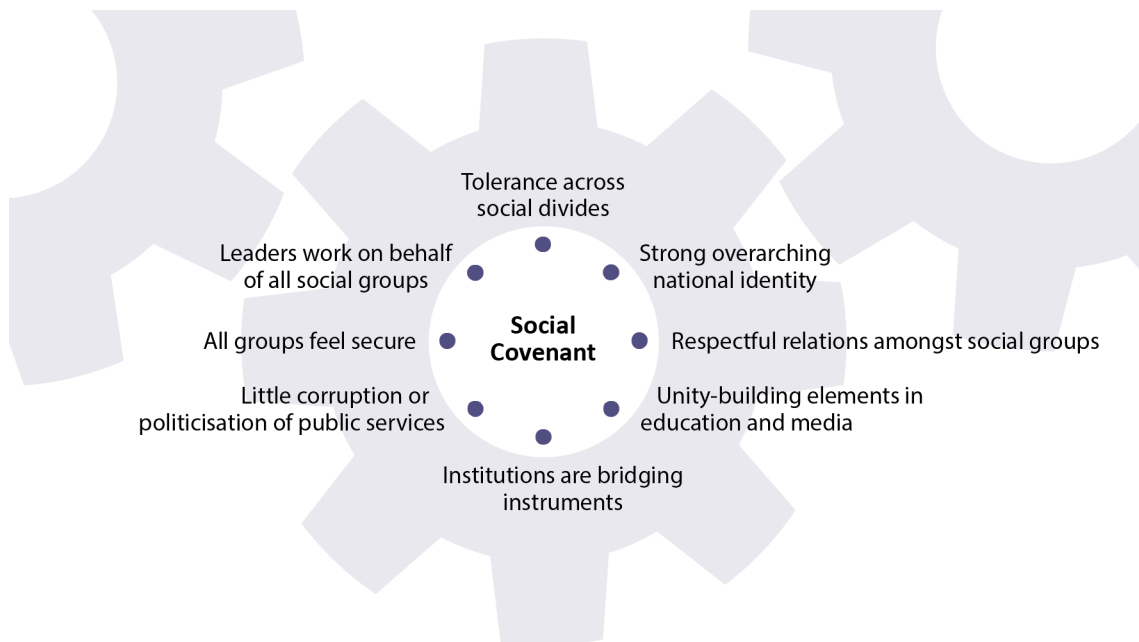 Tolerance across
social divides
Leaders work on behalf
of all social groups
Strong overarching
national identity
All groups feel secure
Social
Covenant
Respectful relations amongst social groups
Little corruption or
politicisation of public services
Unity-building elements in
education and media
Institutions are bridging
instruments